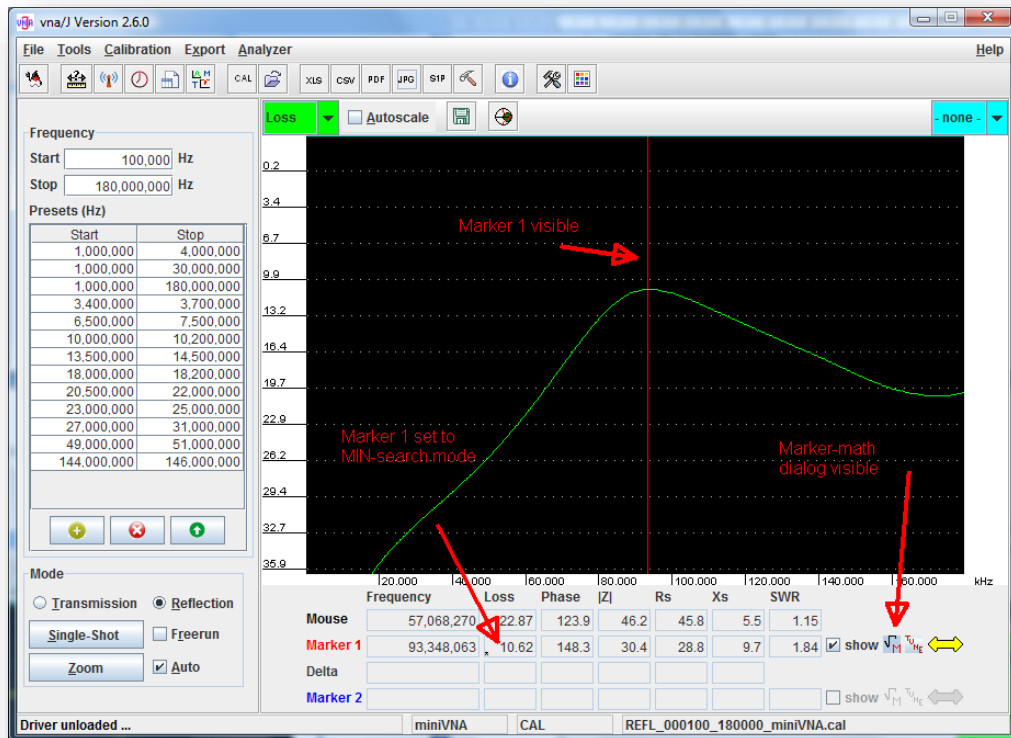 vna/J Version 2.6.0
File Tools Calibration Export Analyzer Help
CAL XLS CSV PDF JPG S1P
Loss Autoscale - none -
Frequency
Start 100,000 Hz
Stop 180,000,000 Hz
Presets (Hz)
Start Stop
1,000,000 4,000,000
1,000,000 30,000,000
1,000,000 180,000,000
3,400,000 3,700,000
6,500,000 7,500,000
10,000,000 10,200,000
13,500,000 14,500,000
18,000,000 18,200,000
20,500,000 22,000,000
23,000,000 25,000,000
27,000,000 31,000,000
49,000,000 51,000,000
144,000,000 146,000,000
Mode
Transmission Reflection
Single-Shot Freerun
Zoom Auto
0.2
3.4
6.7
9.9
13.2
16.4
19.7
22.9
26.2
29.4
32.7
35.9
Marker 1 visible
Marker 1 set to
MIN-search.mode
Marker-math
dialog visible
20.000 40.000 60.000 80.000 100.000 120.000 140.000 160.000 kHz
Frequency Loss Phase |Z| Rs Xs SWR
Mouse 57,068,270 22.87 123.9 46.2 45.8 5.5 1.15
Marker 1 93,348,063 10.62 148.3 30.4 28.8 9.7 1.84 show √M TUNE
Delta
Marker 2 show √M TUNE
Driver unloaded ... miniVNA CAL REFL_000100_180000_miniVNA.cal